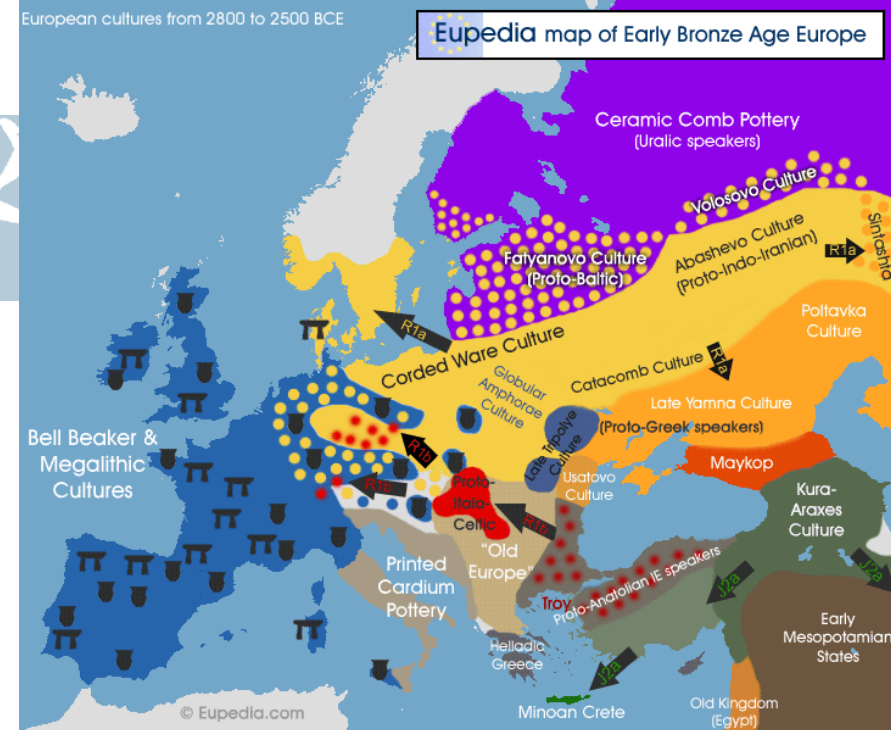 European cultures from 2800 to 2500 BCE
Eupedia map of Early Bronze Age Europe
Ceramic Comb Pottery
(Uralic speakers)
Volosovo Culture
Fatyanovo Culture
(Proto-Baltic)
Abashevo Culture
(Proto-Indo-Iranian)
R1a
Sintashta
Poltavka
Culture
R1a
Corded Ware Culture
Globular
Amphorae
Culture
Catacomb Culture
R1a
Late Yamna Culture
(Proto-Greek speakers)
Late Tripolye
Culture
Bell Beaker &
Megalithic
Cultures
R1b
R1b
Proto-
Italo-
Celtic
R1b
Usatovo
Culture
Maykop
Kura-
Araxes
Culture
"Old
Europe"
Printed
Cardium
Pottery
Troy
Proto-Anatolian IE speakers
J2a
J2a
Early
Mesopotamian
States
Helladic
Greece
J2a
Minoan Crete
Old Kingdom
(Egypt)
© Eupedia.com